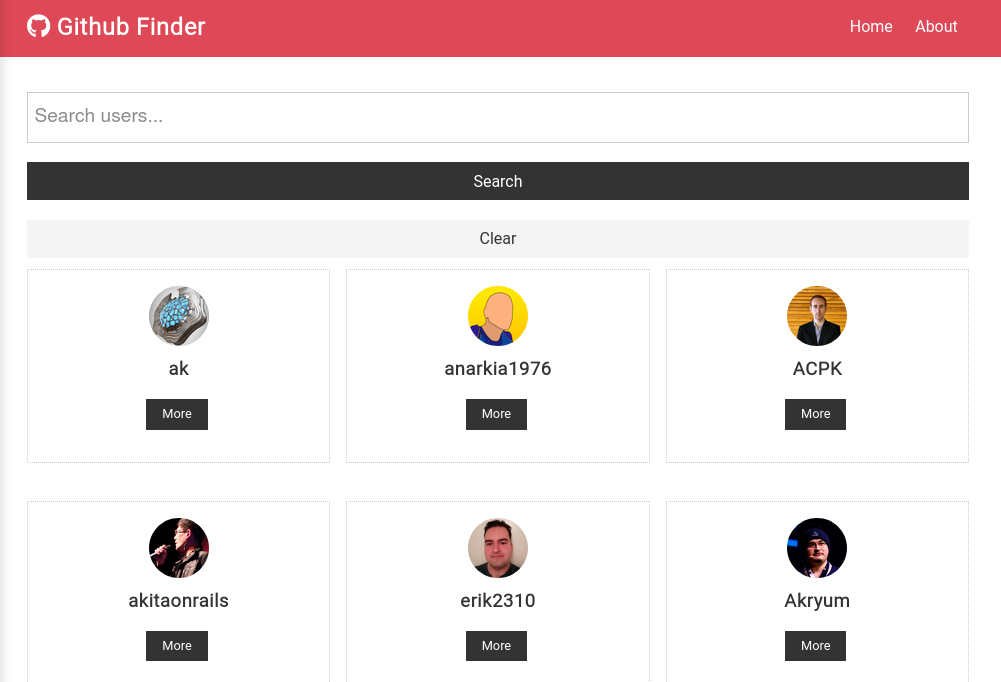 Github Finder
Home About
Search users...
Search
Clear
ak anarkia1976 ACPK
More More More
akitaonrails erik2310 Akryum
More More More